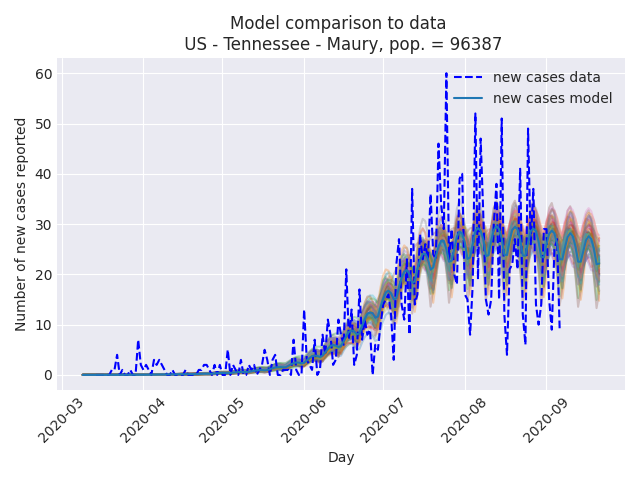 Model comparison to data
US - Tennessee - Maury, pop. = 96387
new cases data
new cases model
Number of new cases reported
60
50
40
30
20
10
0
2020-03
2020-04
2020-05
2020-06
2020-07
2020-08
2020-09
Day